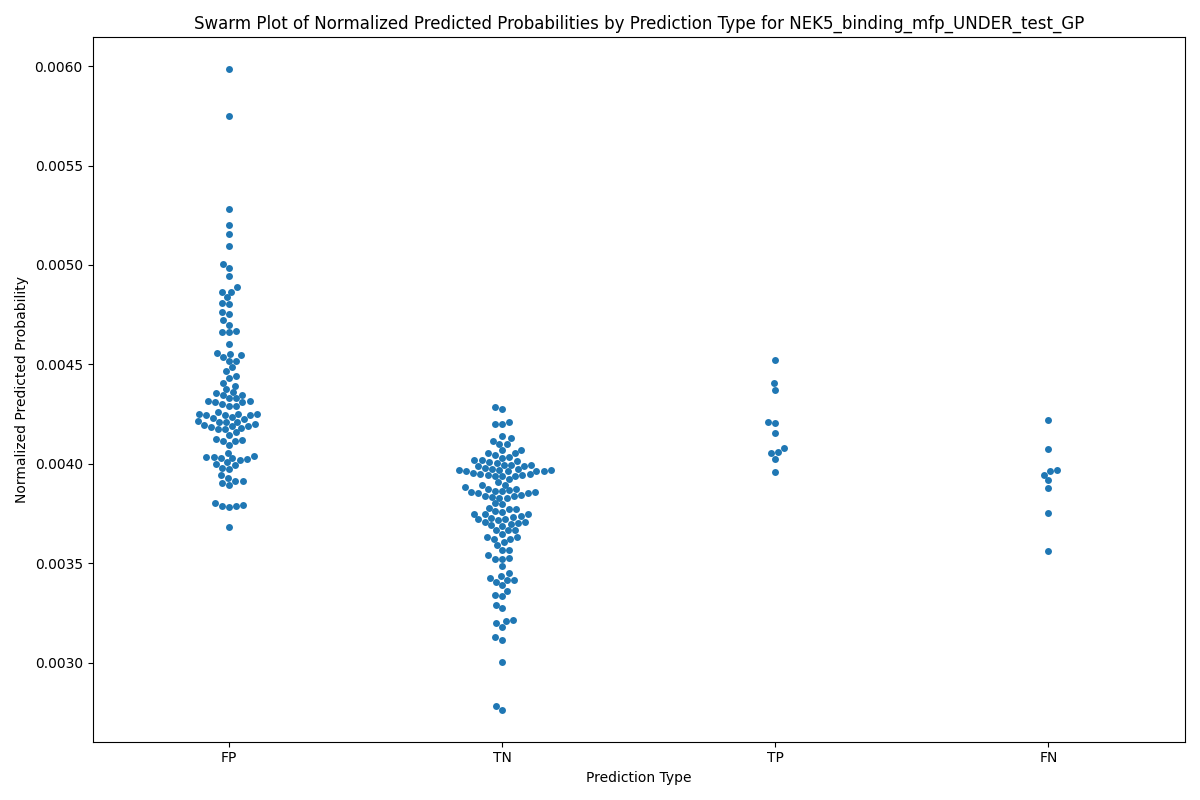 Swarm Plot of Normalized Predicted Probabilities by Prediction Type for NEK5_binding_mfp_UNDER_test_GP
0.0060
0.0055
0.0050
0.0045
0.0040
0.0035
0.0030
Normalized Predicted Probability
FP TN TP FN
Prediction Type